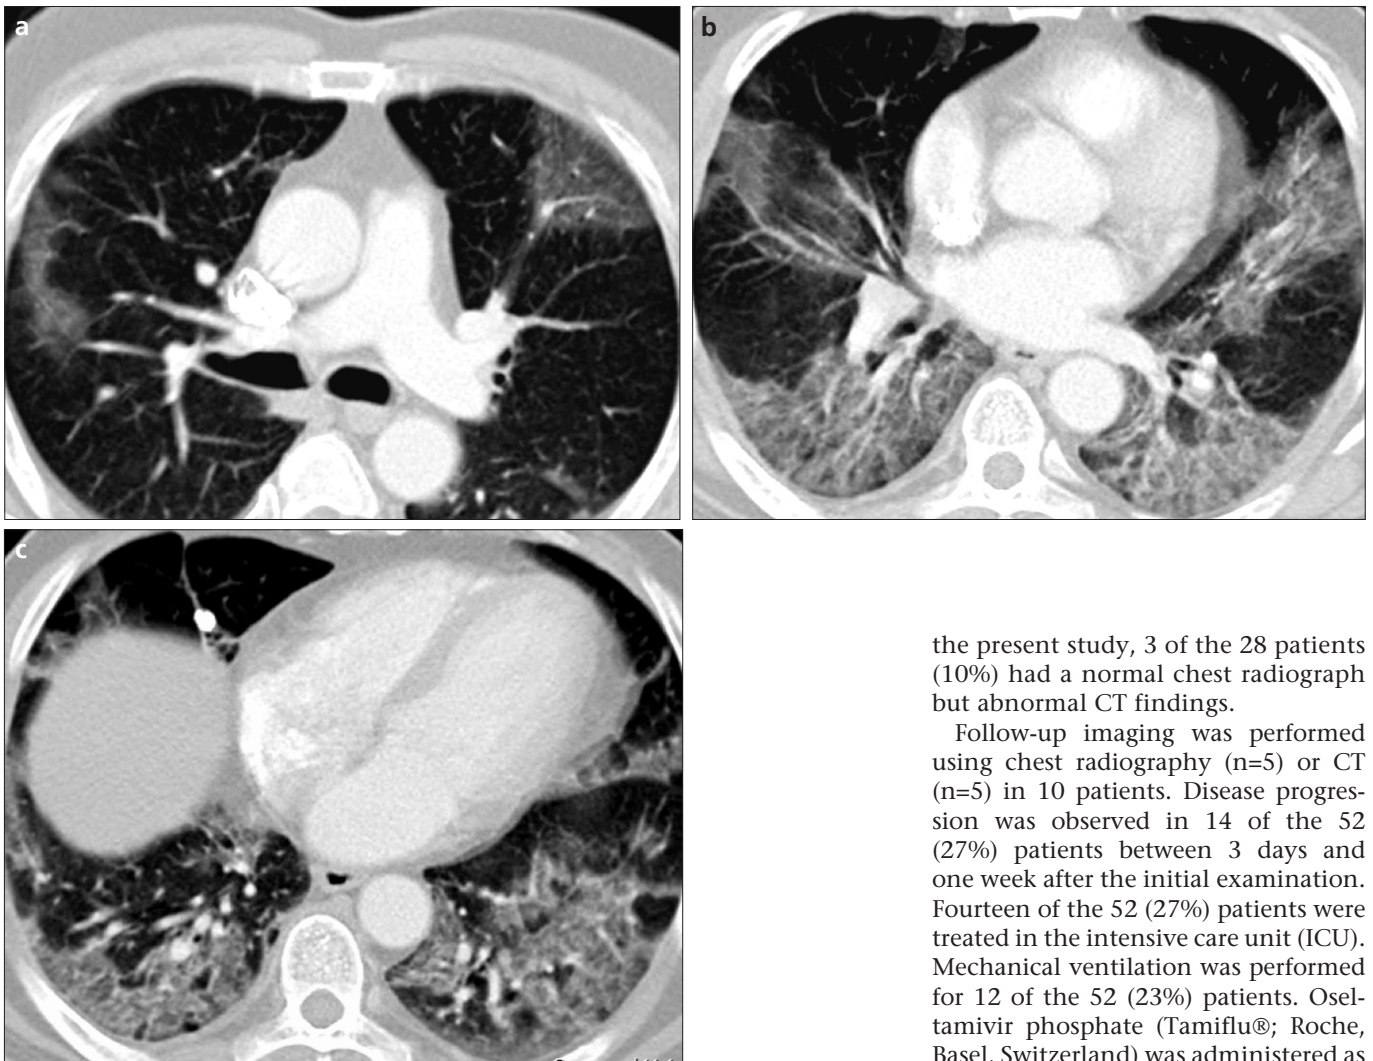 a
b
c
the present study, 3 of the 28 patients
(10%) had a normal chest radiograph
but abnormal CT findings.
Follow-up imaging was performed
using chest radiography (n=5) or CT
(n=5) in 10 patients. Disease progres-
sion was observed in 14 of the 52
(27%) patients between 3 days and
one week after the initial examination.
Fourteen of the 52 (27%) patients were
treated in the intensive care unit (ICU).
Mechanical ventilation was performed
for 12 of the 52 (23%) patients. Osel-
tamivir phosphate (Tamiflu®; Roche,
Basel, Switzerland) was administered as